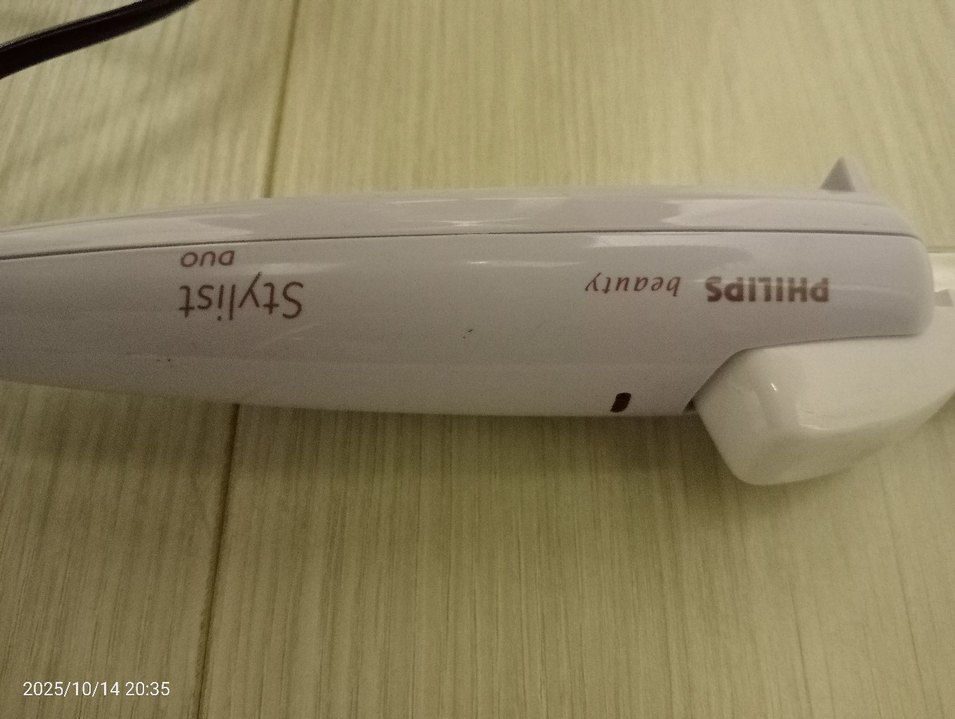 PHILIPS beauty
Stylist
DUO
2025/10/14 20:35